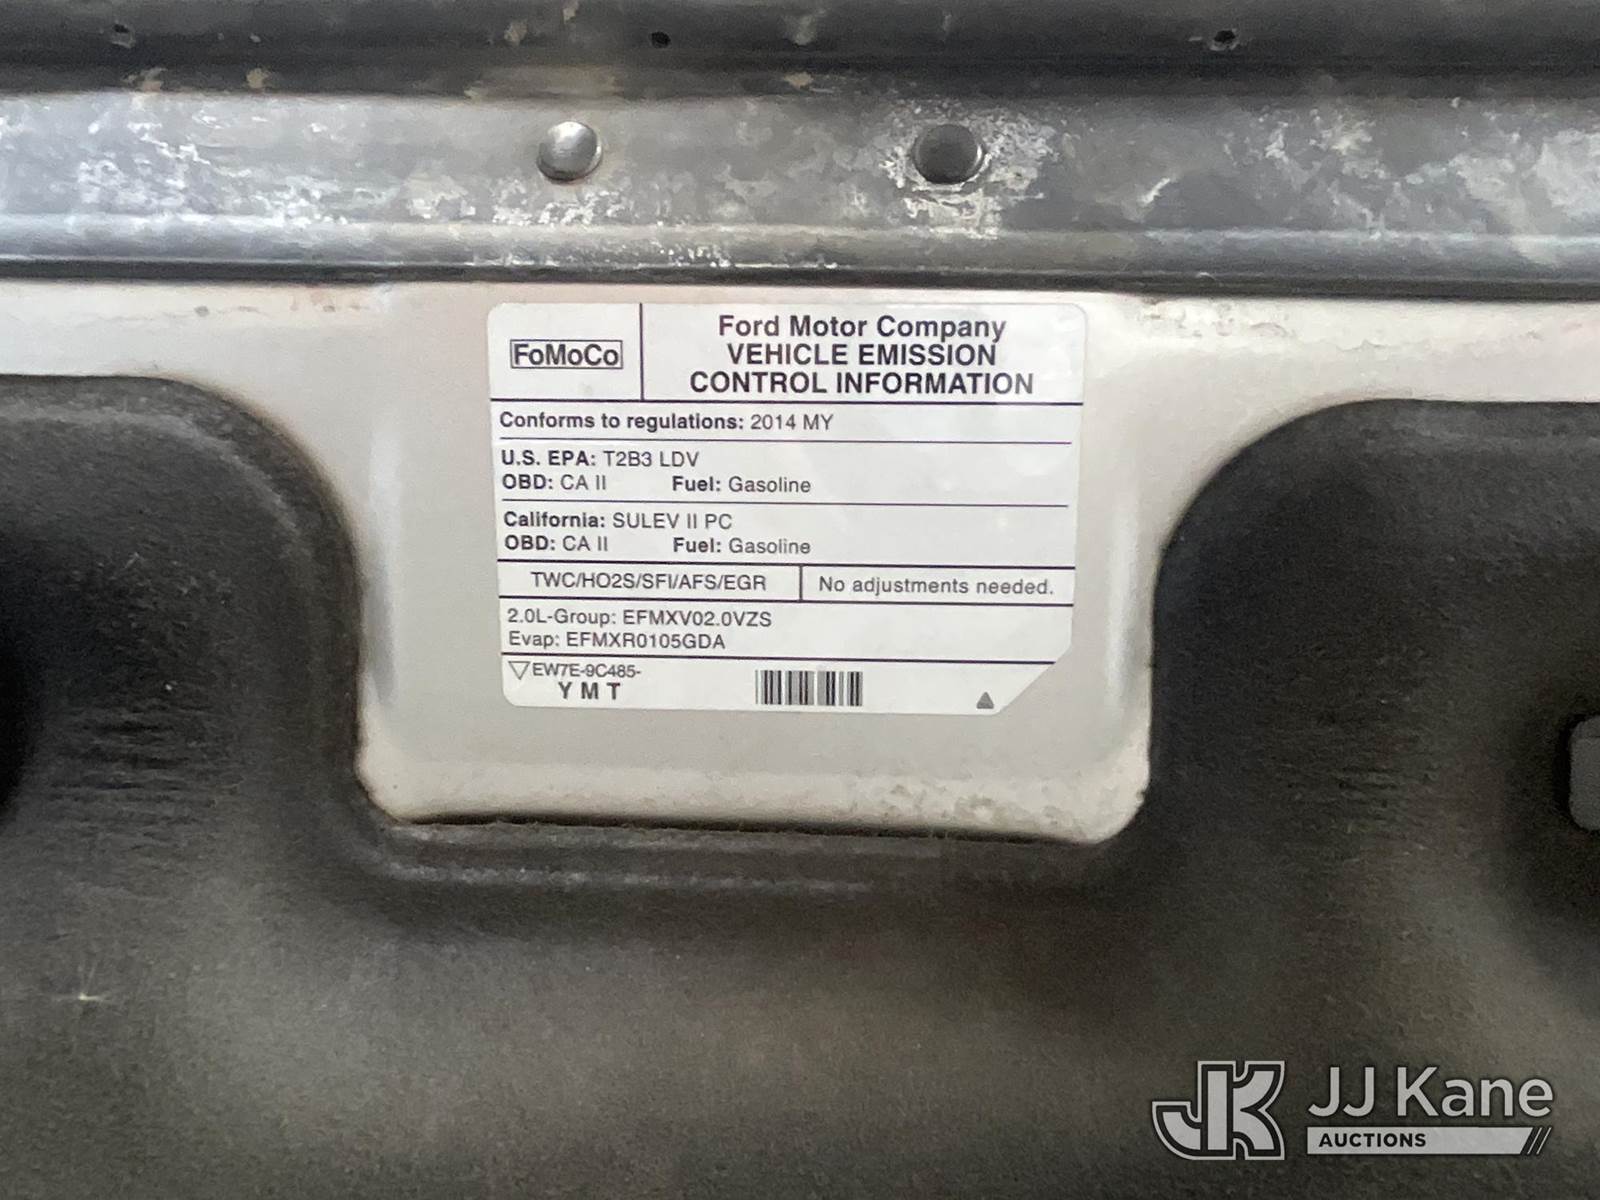 FoMoCo
Ford Motor Company
VEHICLE EMISSION
CONTROL INFORMATION
Conforms to regulations: 2014 MY
U.S. EPA: T2B3 LDV
OBD: CA II Fuel: Gasoline
California: SULEV II PC
OBD: CA II Fuel: Gasoline
TWC/HO2S/SFI/AFS/EGR No adjustments needed.
2.0L-Group: EFMXV02.0VZS
Evap: EFMXR0105GDA
EW7E-9C485-
Y M T
JK JJ Kane
AUCTIONS